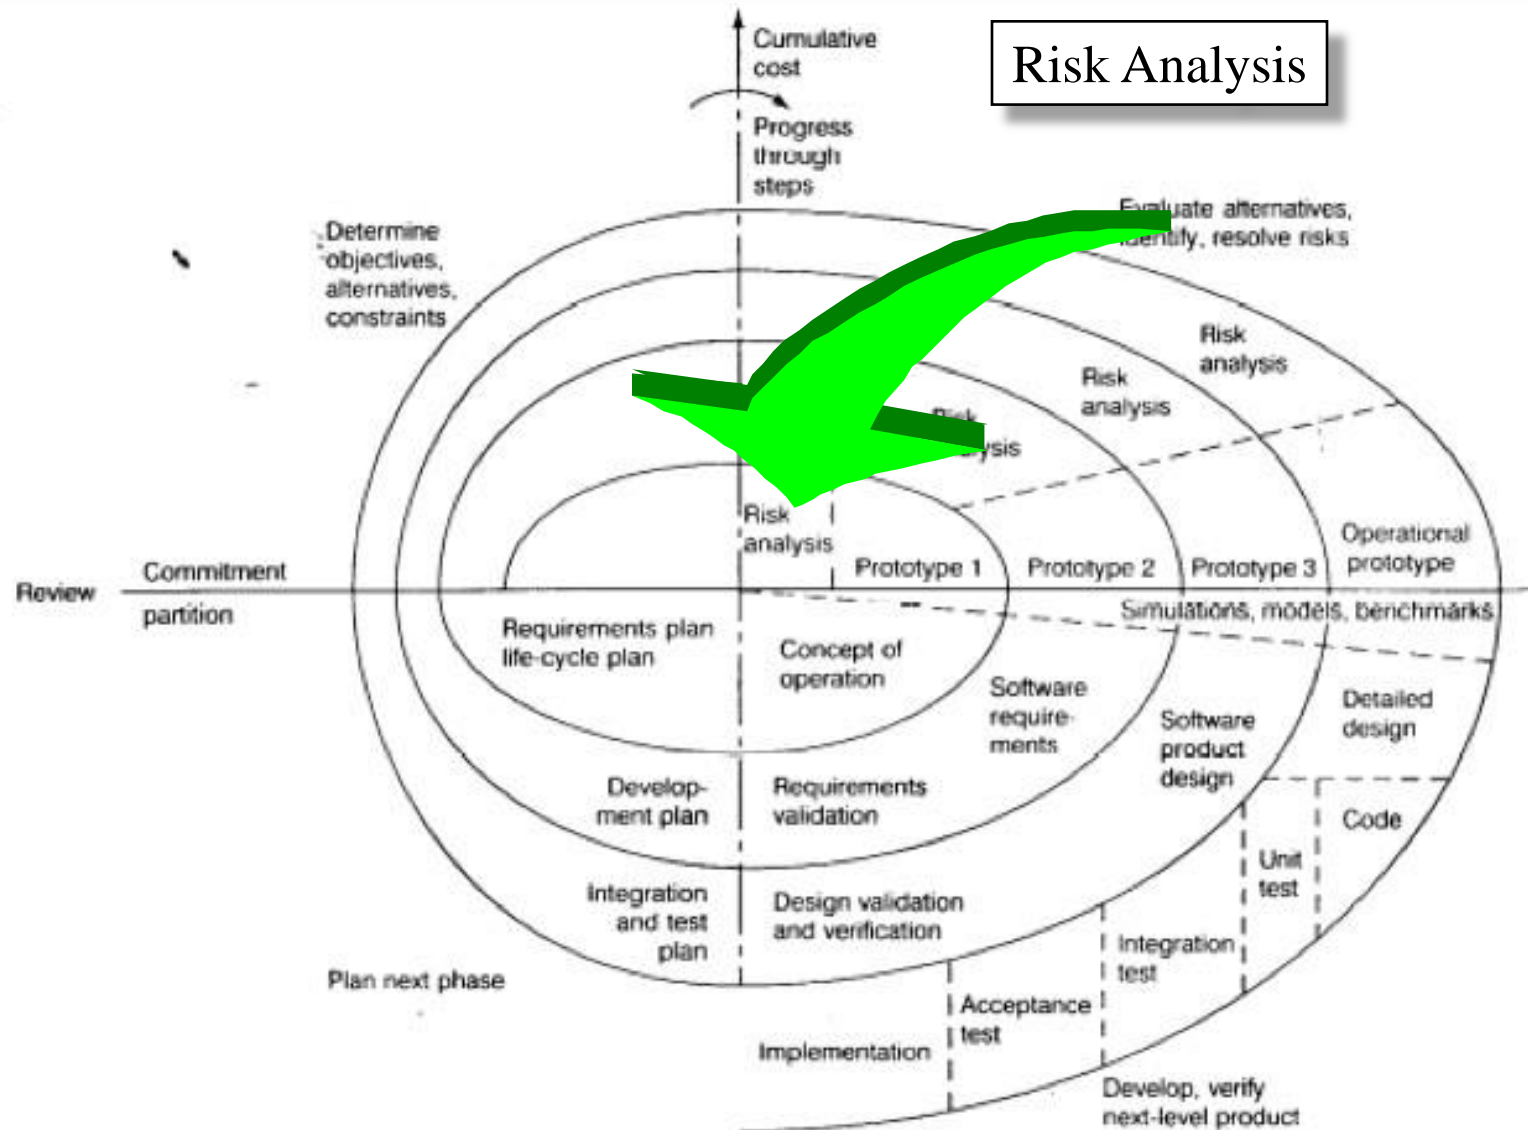 Risk Analysis
Cumulative
cost
Progress
through
steps
Determine
objectives,
alternatives,
constraints
Evaluate alternatives,
identify, resolve risks
Risk
analysis
Risk
analysis
Risk
analysis
Risk
analysis
Operational
prototype
Prototype 1
Prototype 2
Prototype 3
Review
Commitment
partition
Simulations, models, benchmarks
Requirements plan
life-cycle plan
Concept of
operation
Software
require-
ments
Software
product
design
Detailed
design
Develop-
ment plan
Requirements
validation
Code
Unit
test
Integration
and test
plan
Design validation
and verification
Integration
test
Plan next phase
Acceptance
test
Implementation
Develop, verify
next-level product